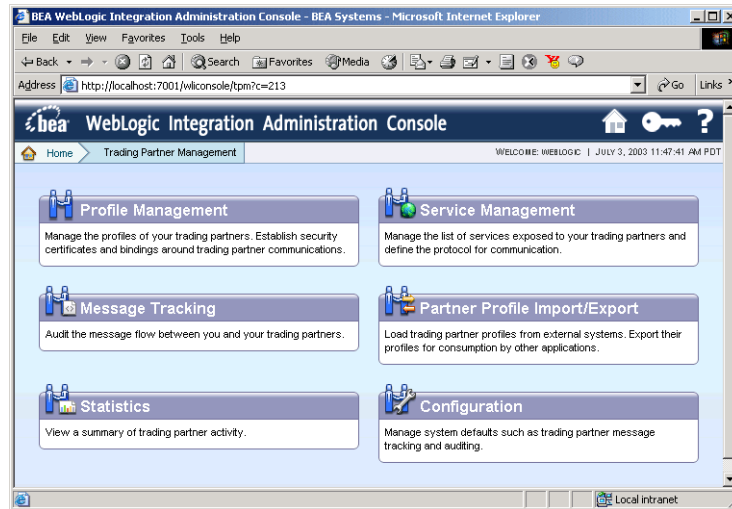 BEA WebLogic Integration Administration Console - BEA Systems - Microsoft Internet Explorer
File Edit View Favorites Tools Help
Back Search Favorites Media
Address http://localhost:7001/wliconsole/tpm?c=213 Go Links
bea WebLogic Integration Administration Console ?
Home Trading Partner Management WELCOME: WEBLOGIC | JULY 3, 2003 11:47:41 AM PDT
Profile Management
Manage the profiles of your trading partners. Establish security
certificates and bindings around trading partner communications.
Service Management
Manage the list of services exposed to your trading partners and
define the protocol for communication.
Message Tracking
Audit the message flow between you and your trading partners.
Partner Profile Import/Export
Load trading partner profiles from external systems. Export their
profiles for consumption by other applications.
Statistics
View a summary of trading partner activity.
Configuration
Manage system defaults such as trading partner message
tracking and auditing.
Local intranet